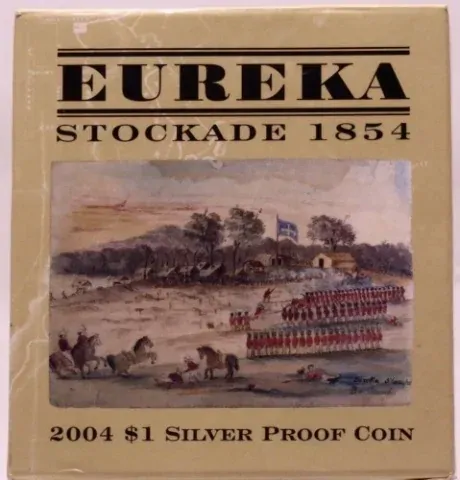 EUREKA
STOCKADE 1854
2004 $1 SILVER PROOF COIN